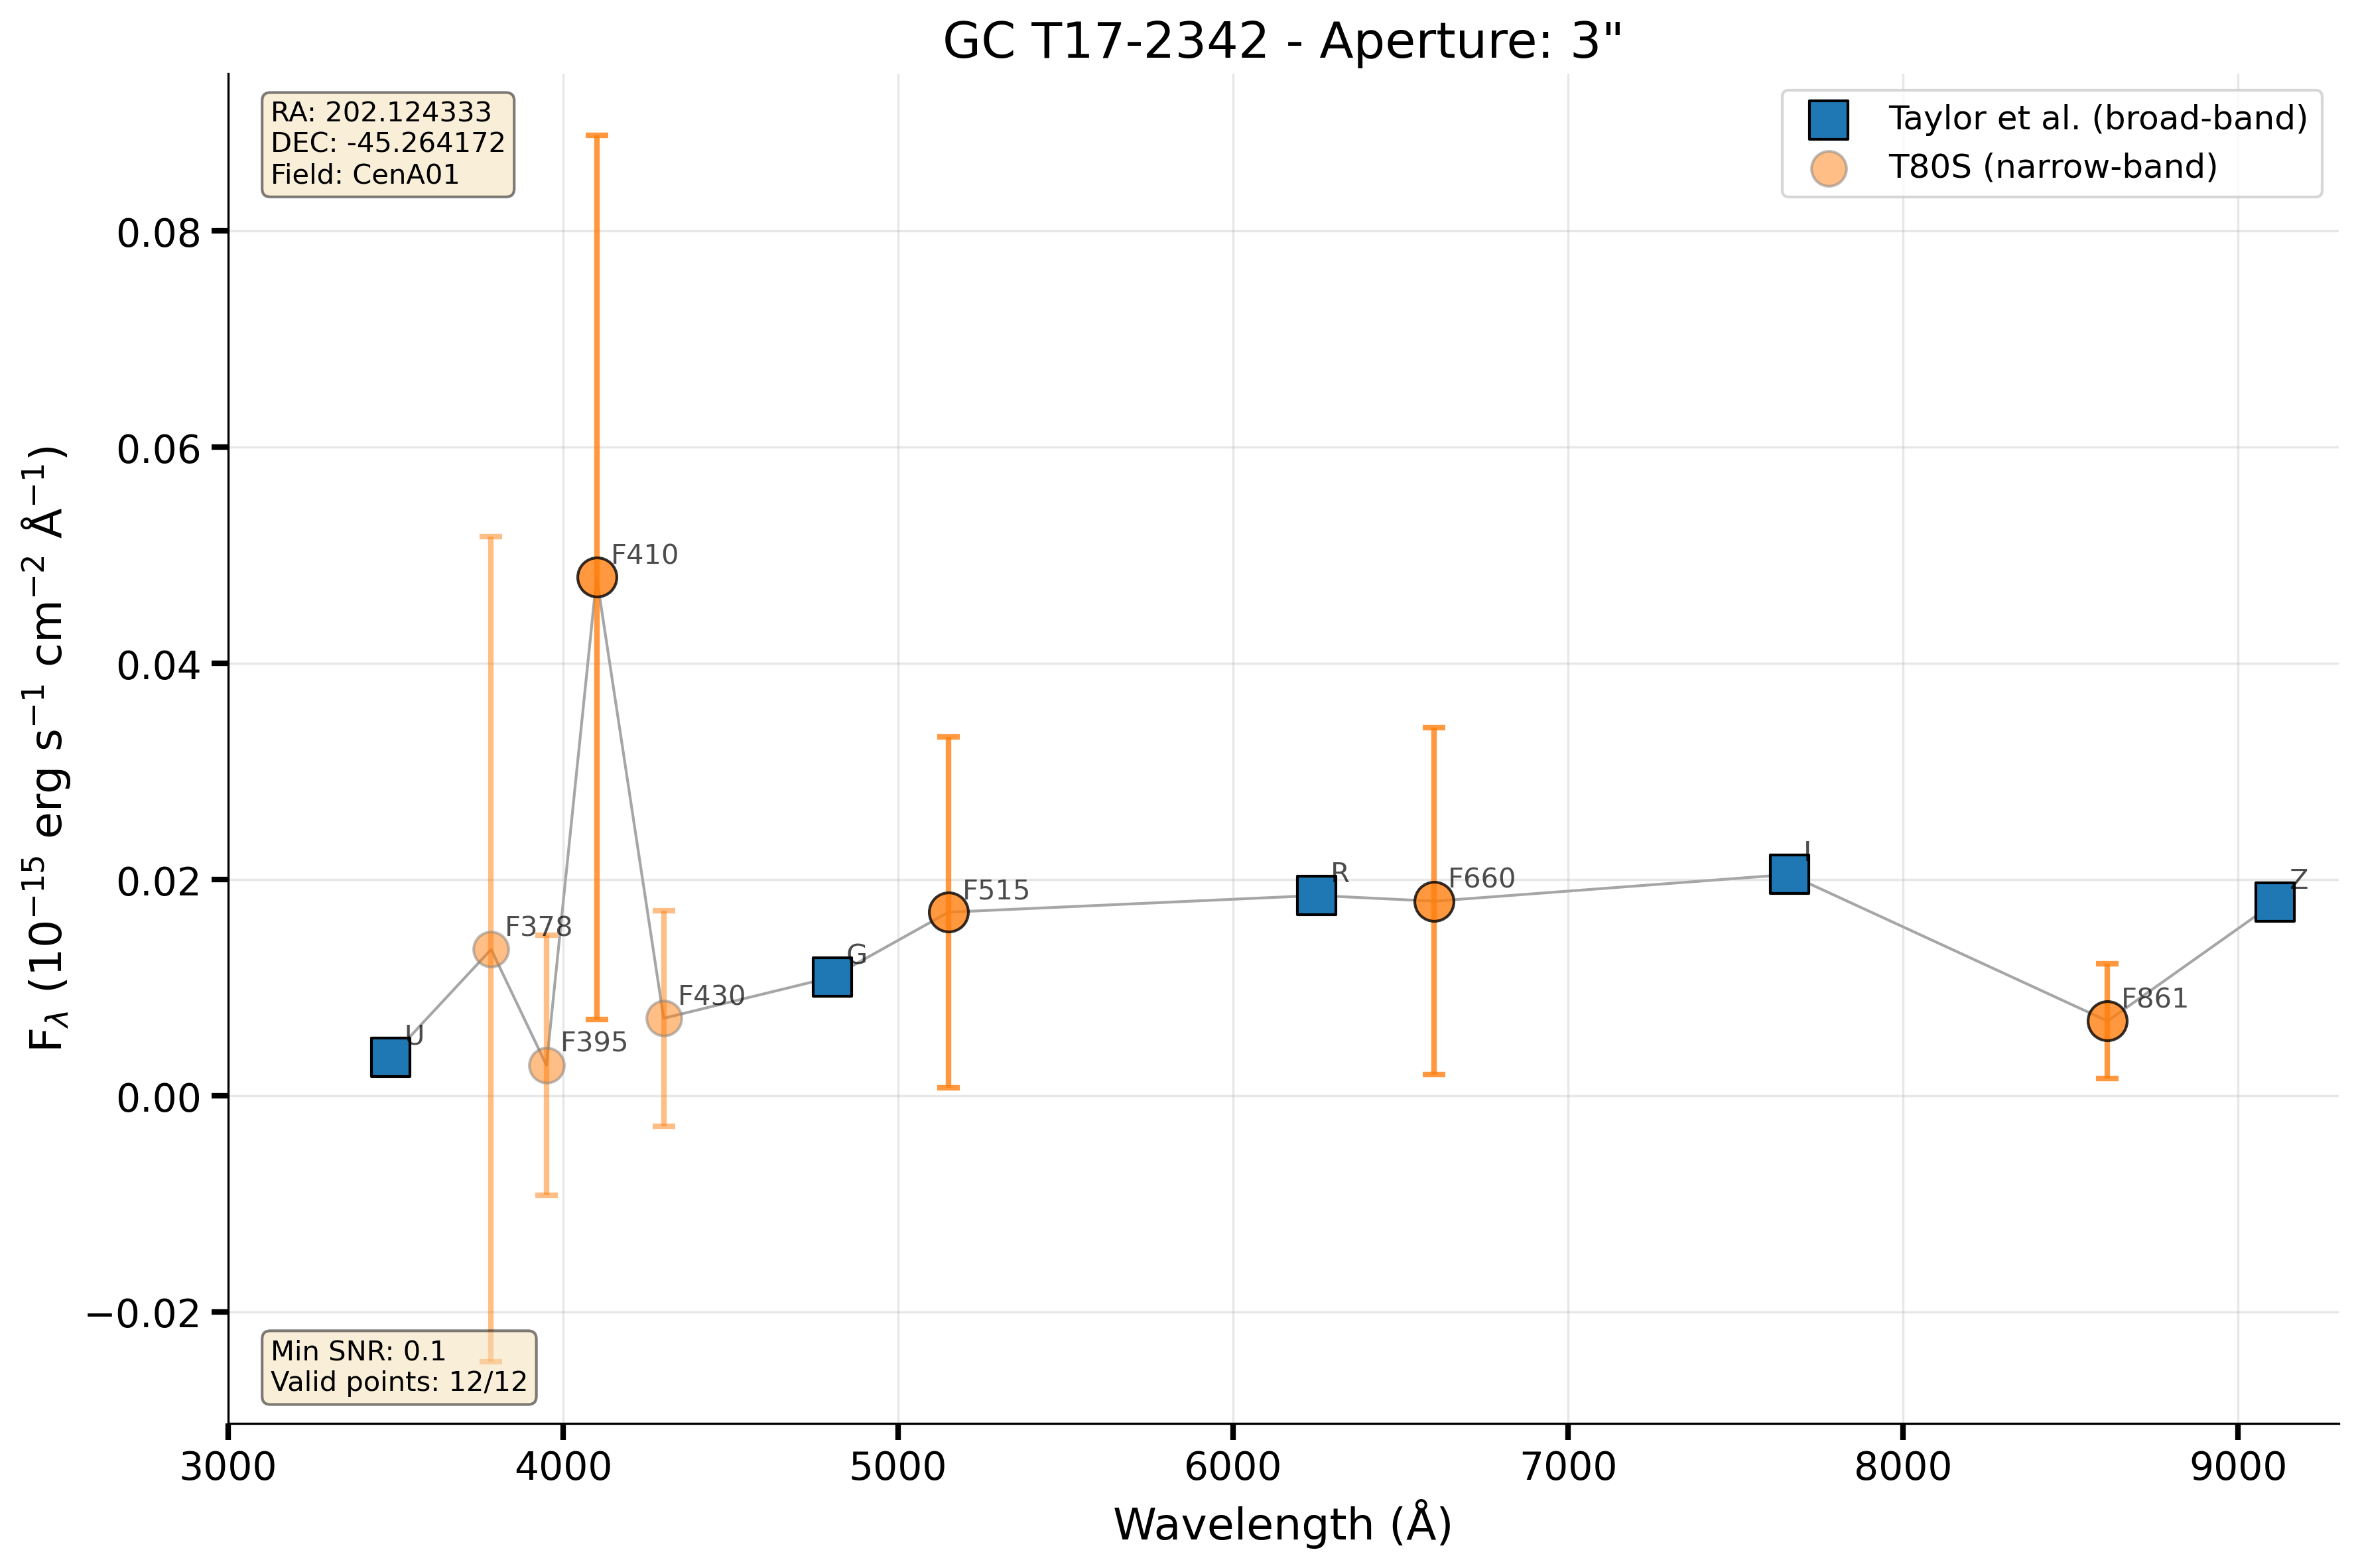 GC T17-2342 - Aperture: 3"
RA: 202.124333
DEC: -45.264172
Field: CenA01
Taylor et al. (broad-band)
T80S (narrow-band)
F_λ (10⁻¹⁵ erg s⁻¹ cm⁻² Å⁻¹)
0.08
0.06
0.04
0.02
0.00
−0.02
F410
F378
F395
F430
U
G
F515
R
F660
I
F861
Z
Min SNR: 0.1
Valid points: 12/12
3000
4000
5000
6000
7000
8000
9000
Wavelength (Å)